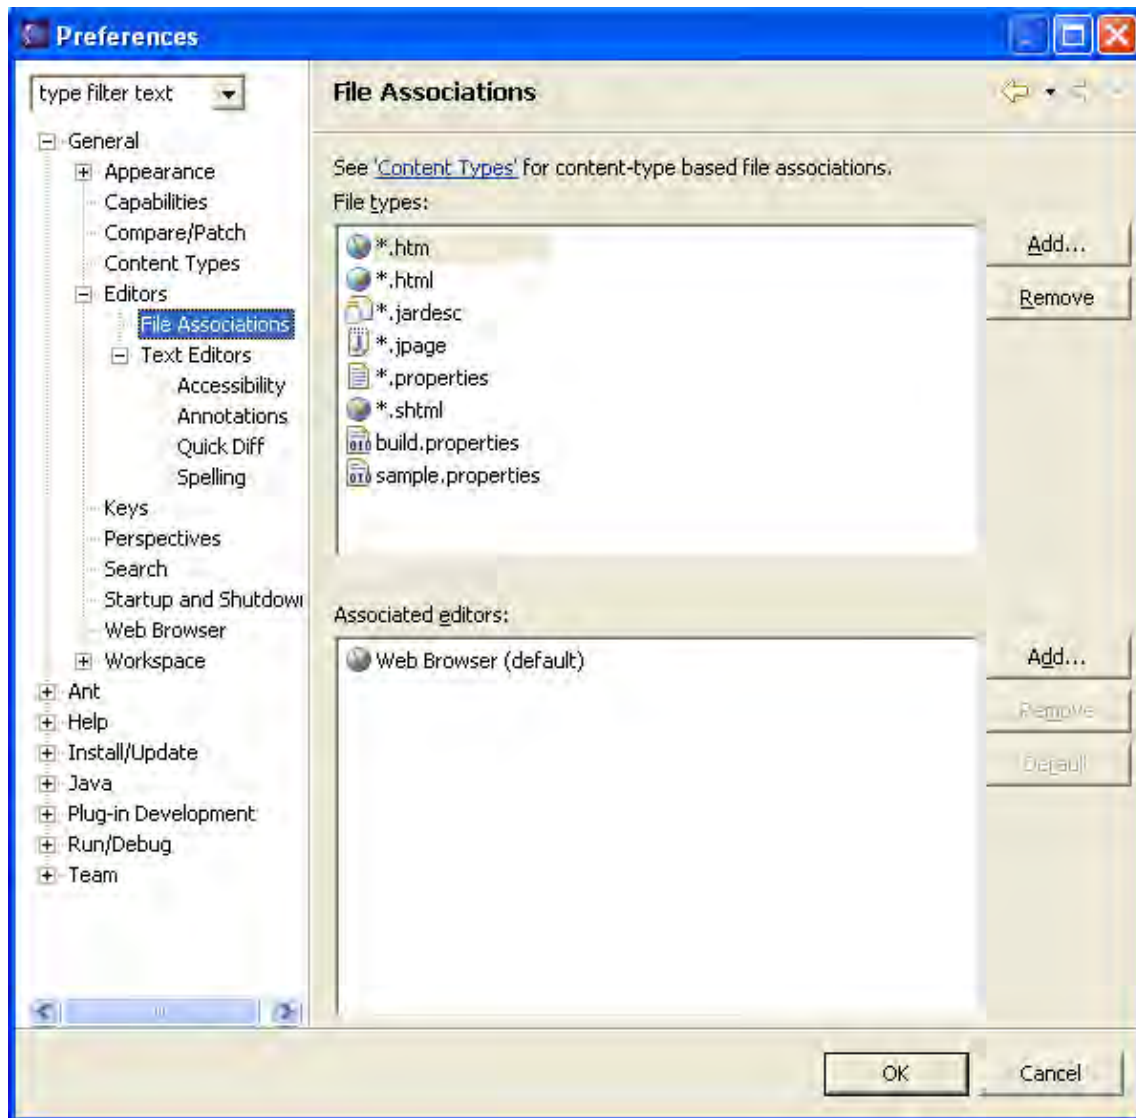 Preferences
type filter text
General
Appearance
Capabilities
Compare/Patch
Content Types
Editors
File Associations
Text Editors
Accessibility
Annotations
Quick Diff
Spelling
Keys
Perspectives
Search
Startup and Shutdow
Web Browser
Workspace
Ant
Help
Install/Update
Java
Plug-in Development
Run/Debug
Team
File Associations
See 'Content Types' for content-type based file associations.
File types:
*.htm
*.html
*.jardesc
*.jpage
*.properties
*.shtml
build.properties
sample.properties
Add...
Remove
Associated editors:
Web Browser (default)
Add...
Remove
Default
OK
Cancel